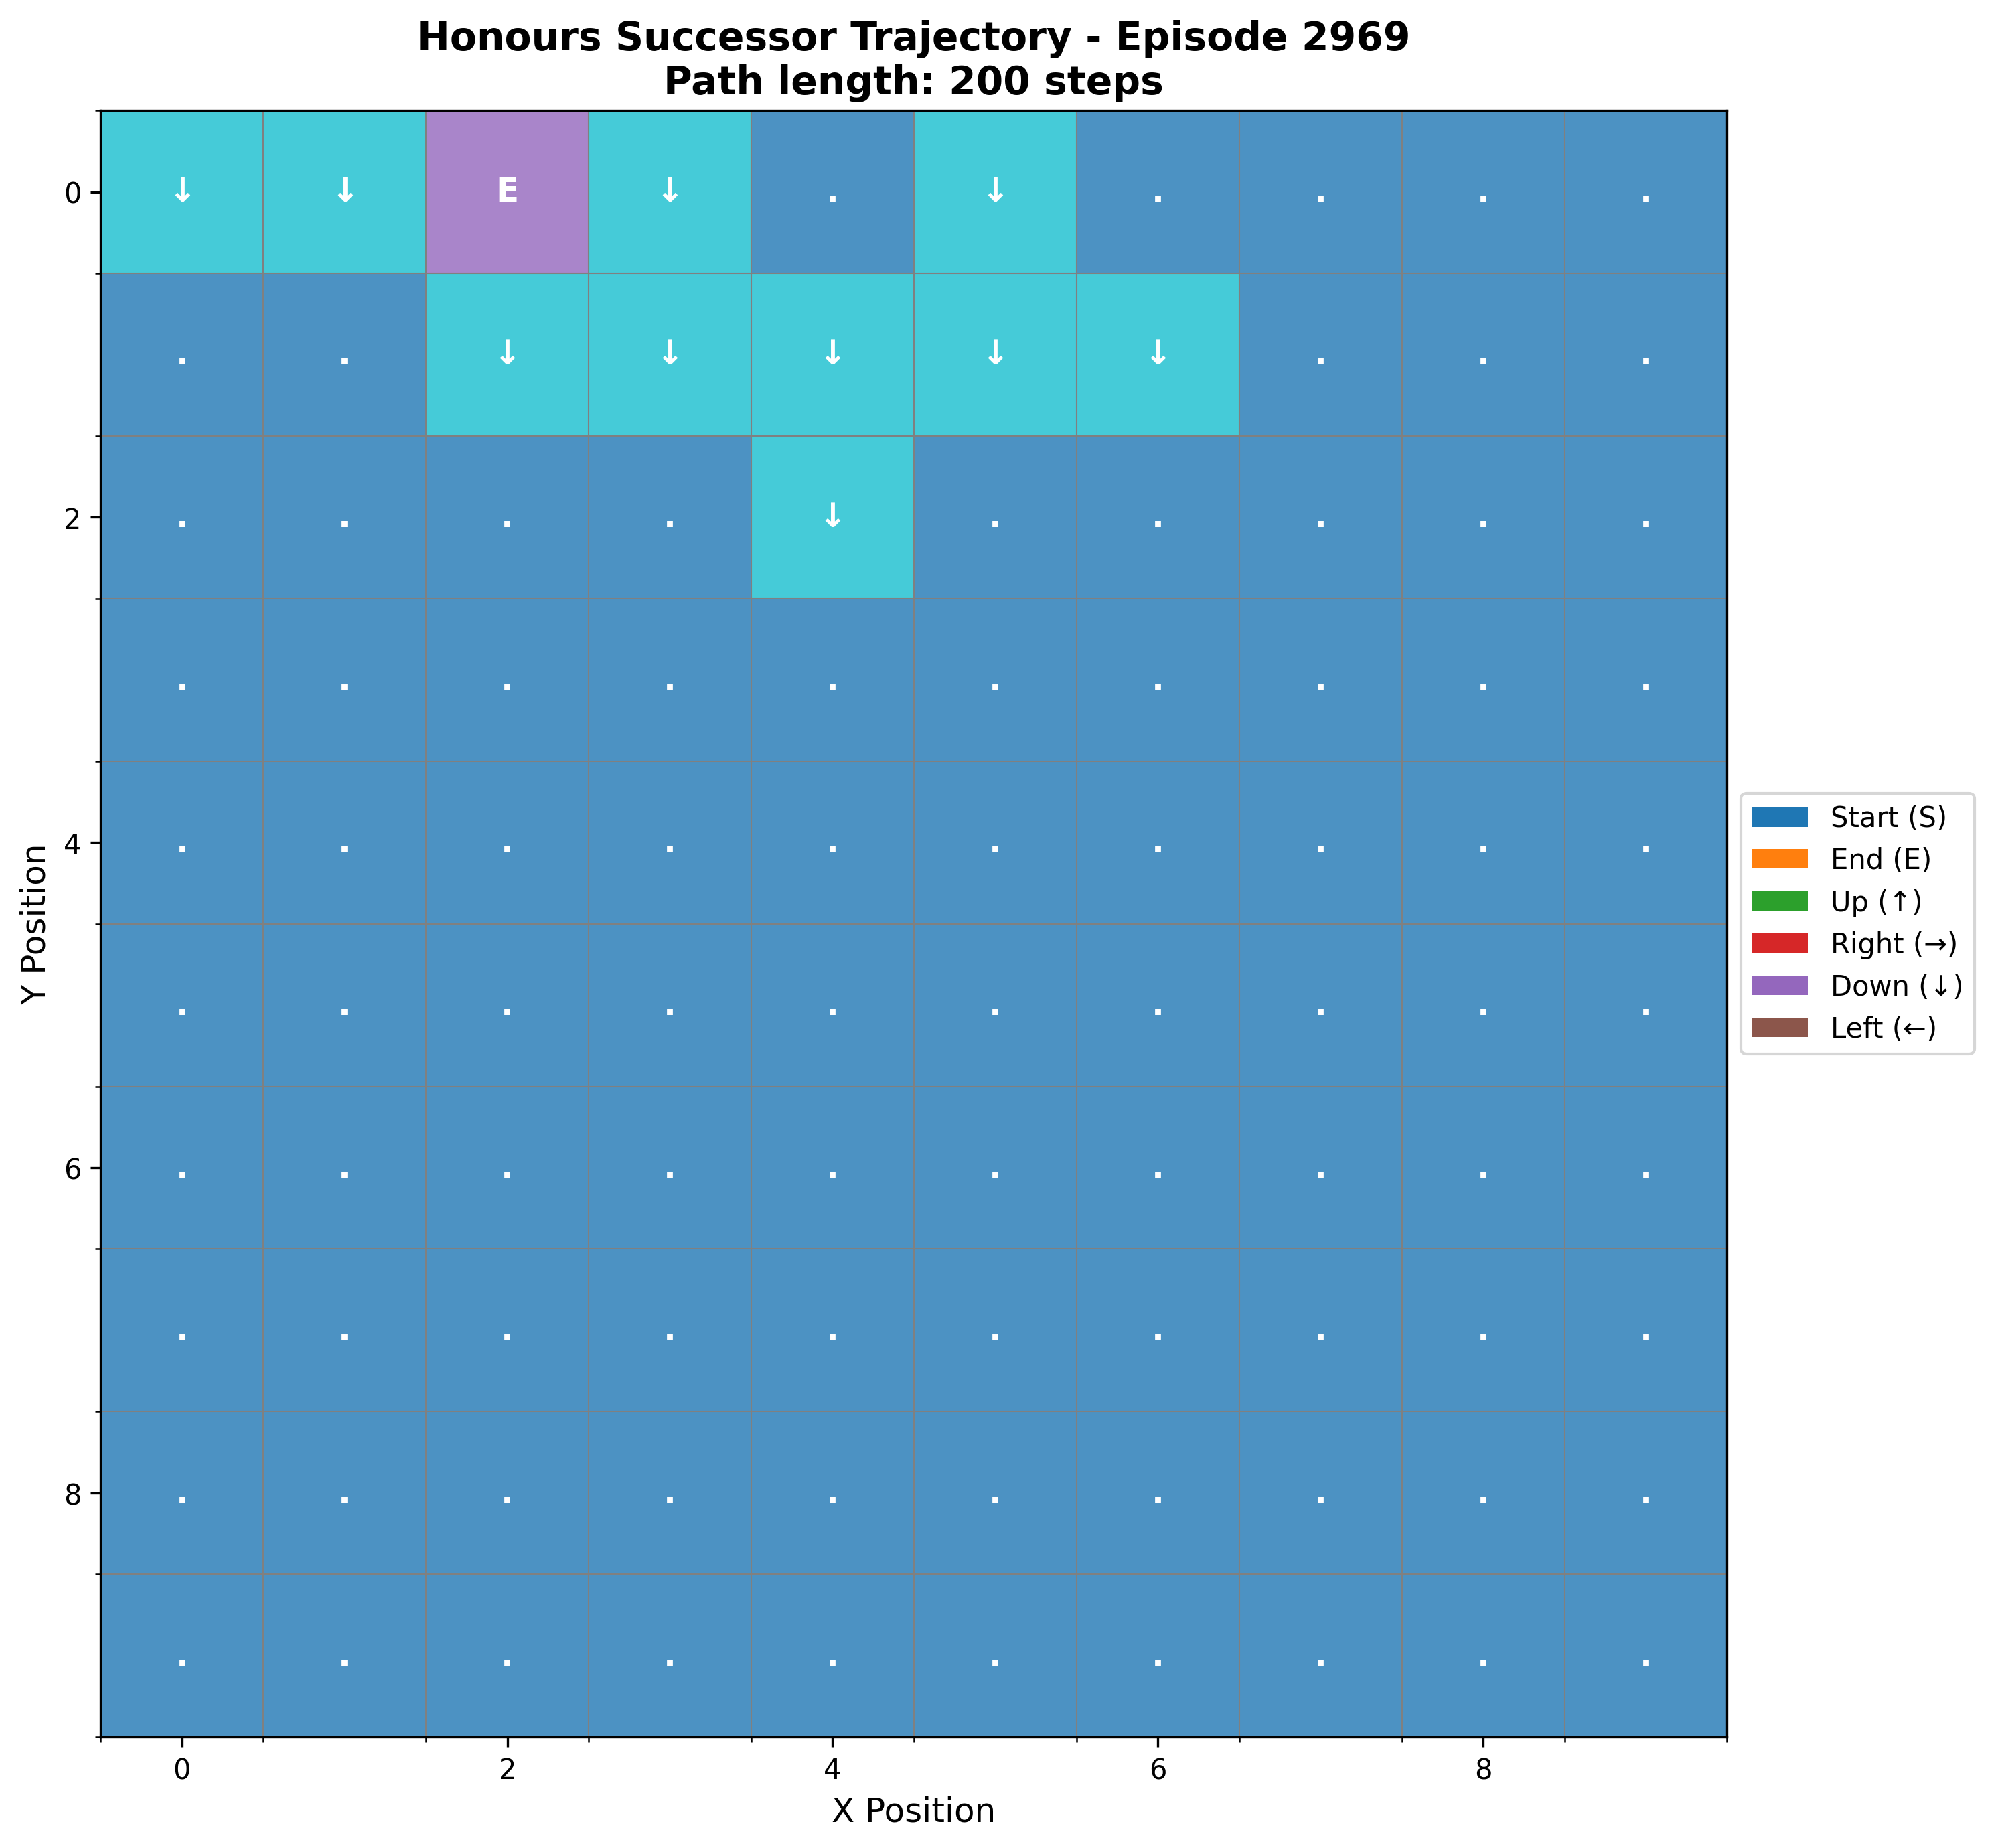 Honours Successor Trajectory - Episode 2969
Path length: 200 steps
0 ↓ ↓ E ↓ . ↓ . . . .
. . ↓ ↓ ↓ ↓ ↓ . . .
2 . . . . ↓ . . . . .
. . . . . . . . . .
4 . . . . . . . . . .
. . . . . . . . . .
6 . . . . . . . . . .
. . . . . . . . . .
8 . . . . . . . . . .
. . . . . . . . . .
0 2 4 6 8
X Position
Y Position
Start (S)
End (E)
Up (↑)
Right (→)
Down (↓)
Left (←)